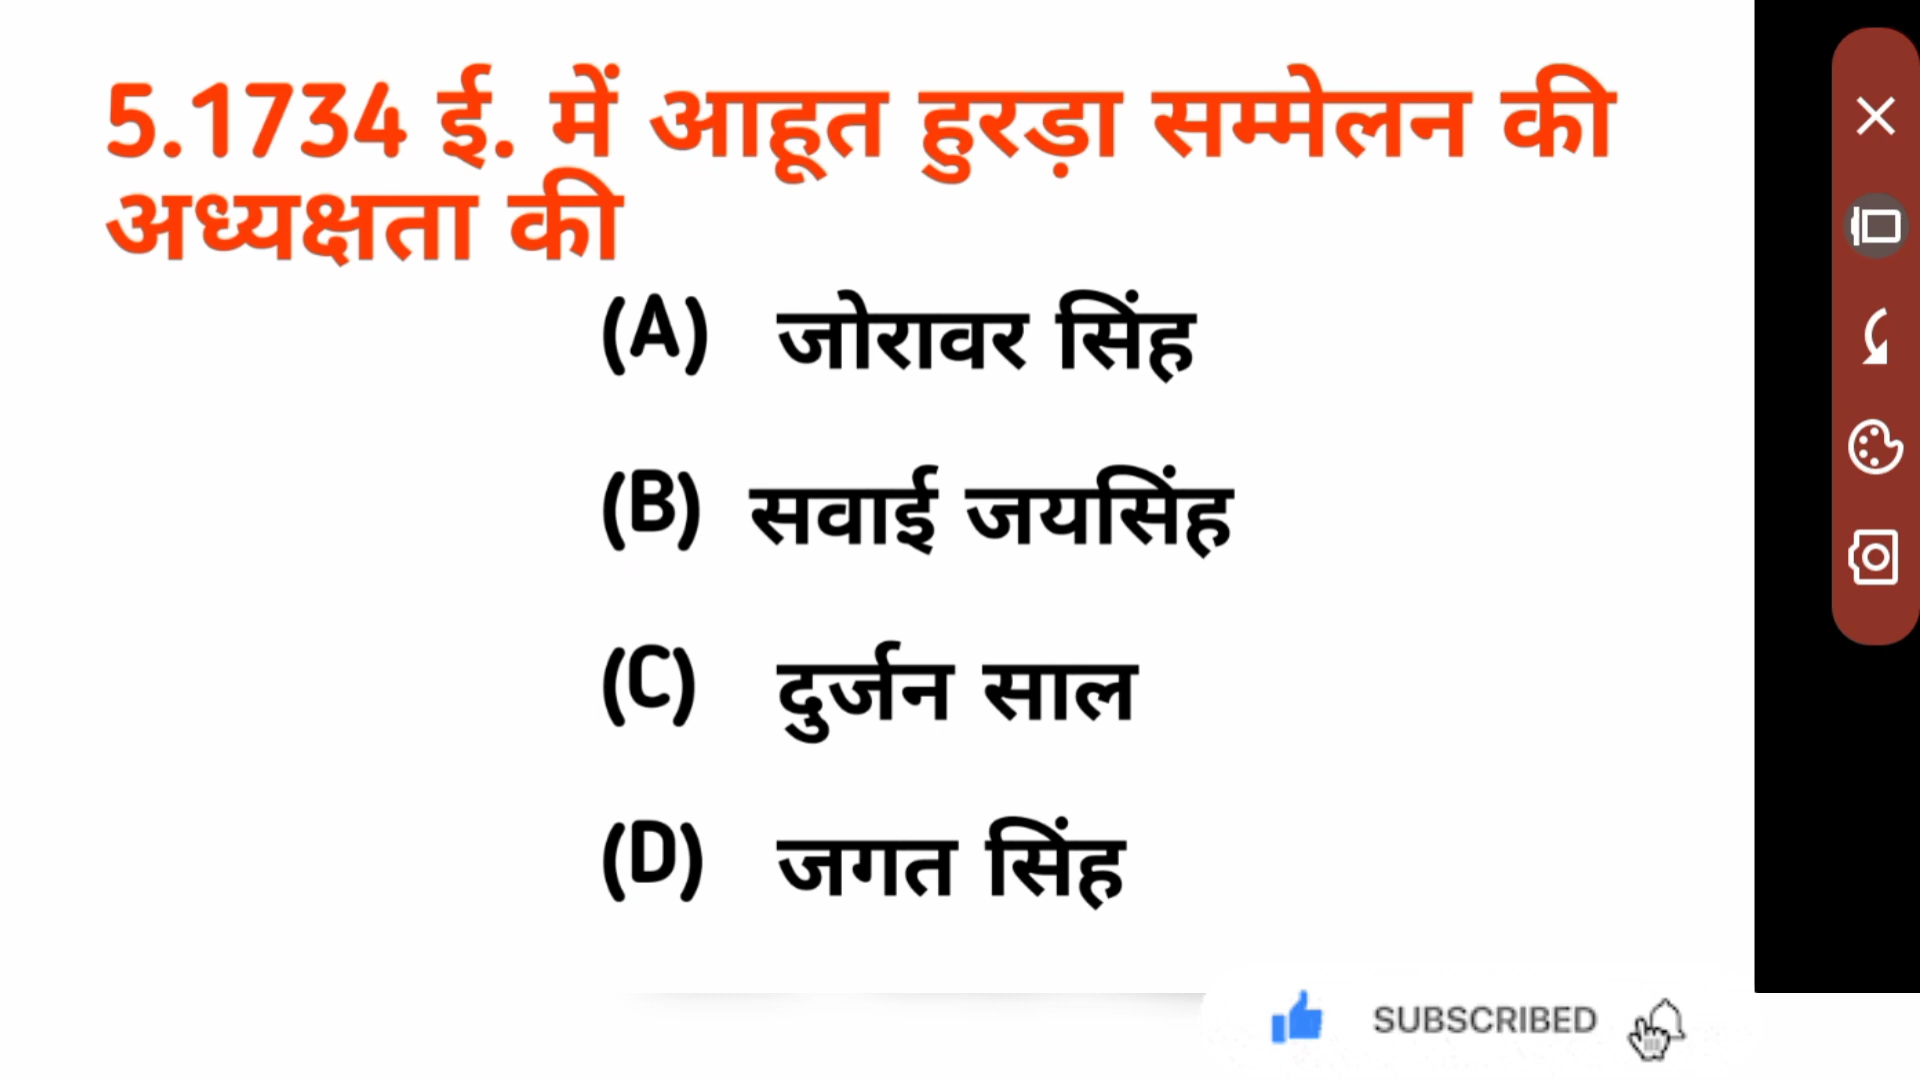 5.1734 ई. में आहूत हुरड़ा सम्मेलन की
अध्यक्षता की
(A) जोरावर सिंह
(B) सवाई जयसिंह
(C) दुर्जन साल
(D) जगत सिंह
SUBSCRIBED